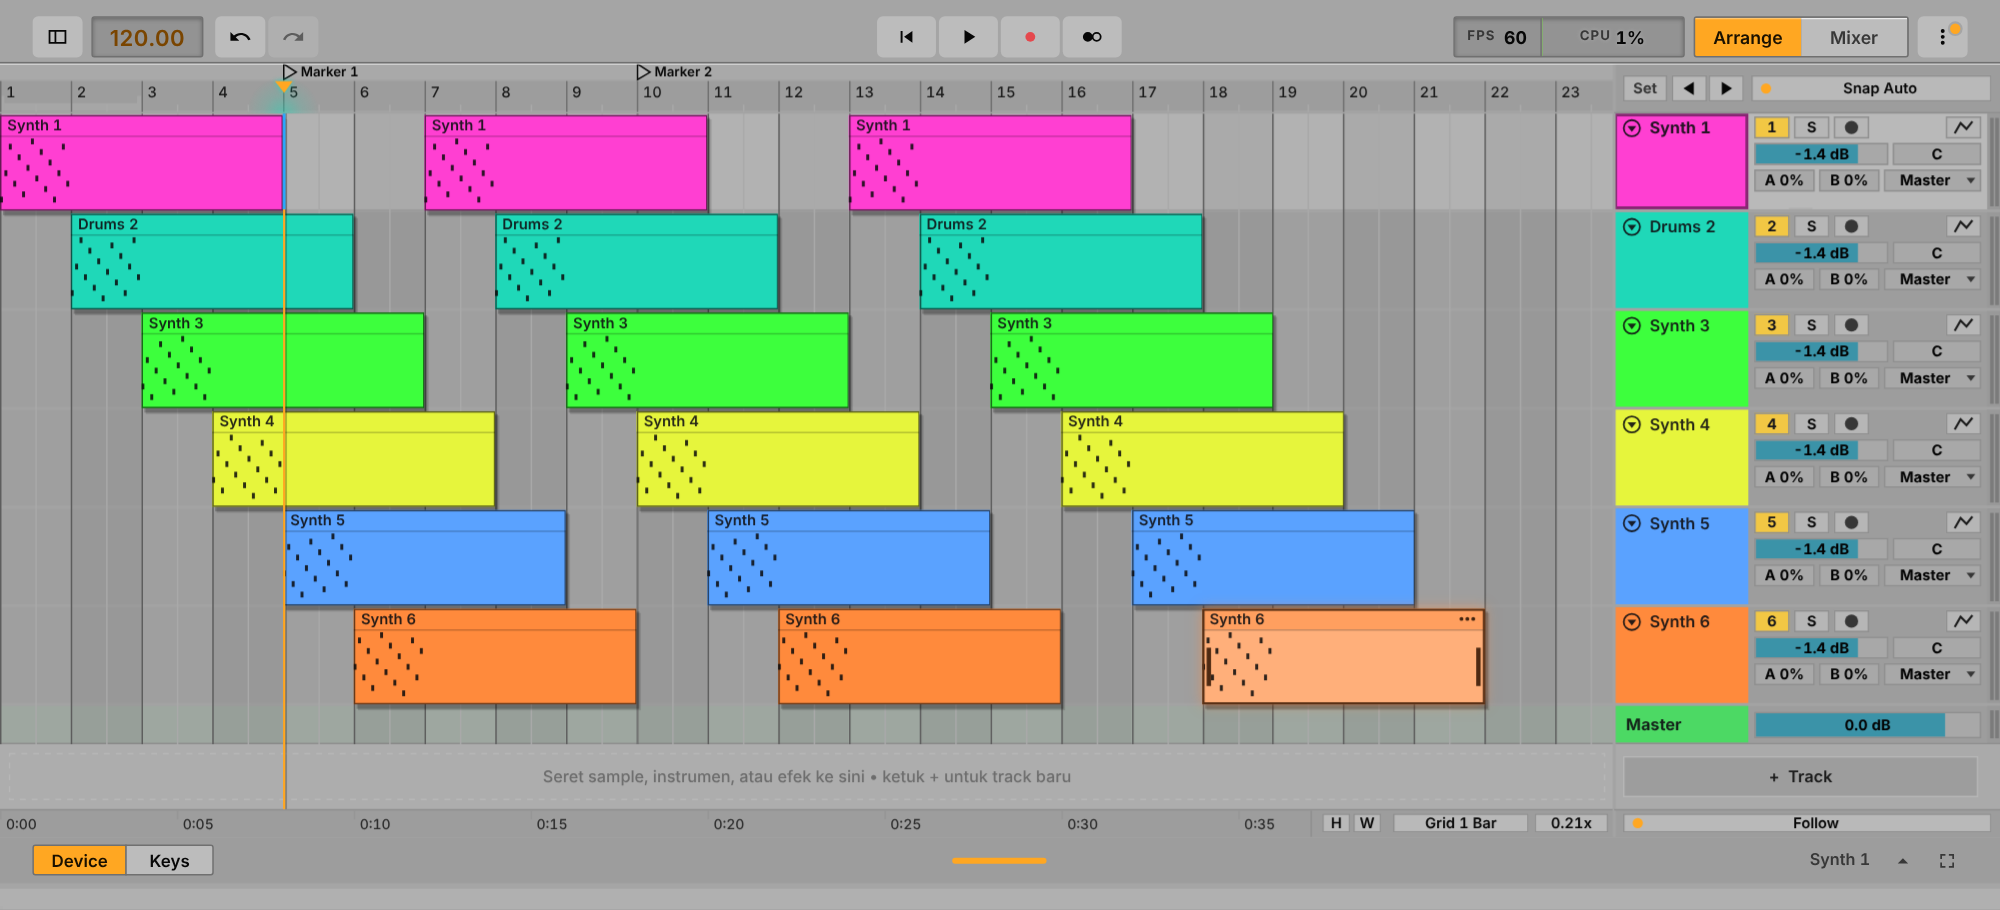 120.00
FPS 60 CPU 1% Arrange Mixer
Marker 1 Marker 2
1 2 3 4 5 6 7 8 9 10 11 12 13 14 15 16 17 18 19 20 21 22 23
Set Snap Auto
Synth 1 Synth 1 Synth 1 Synth 1 1 S
-1.4 dB C
A 0% B 0% Master
Drums 2 Drums 2 Drums 2 Drums 2 2 S
-1.4 dB C
A 0% B 0% Master
Synth 3 Synth 3 Synth 3 Synth 3 3 S
-1.4 dB C
A 0% B 0% Master
Synth 4 Synth 4 Synth 4 Synth 4 4 S
-1.4 dB C
A 0% B 0% Master
Synth 5 Synth 5 Synth 5 Synth 5 5 S
-1.4 dB C
A 0% B 0% Master
Synth 6 Synth 6 Synth 6 Synth 6 6 S
-1.4 dB C
A 0% B 0% Master
Master 0.0 dB
Seret sample, instrumen, atau efek ke sini • ketuk + untuk track baru
+ Track
0:00 0:05 0:10 0:15 0:20 0:25 0:30 0:35 H W Grid 1 Bar 0.21x Follow
Device Keys Synth 1